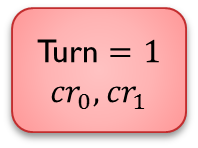 Turn = 1
cr₀, cr₁